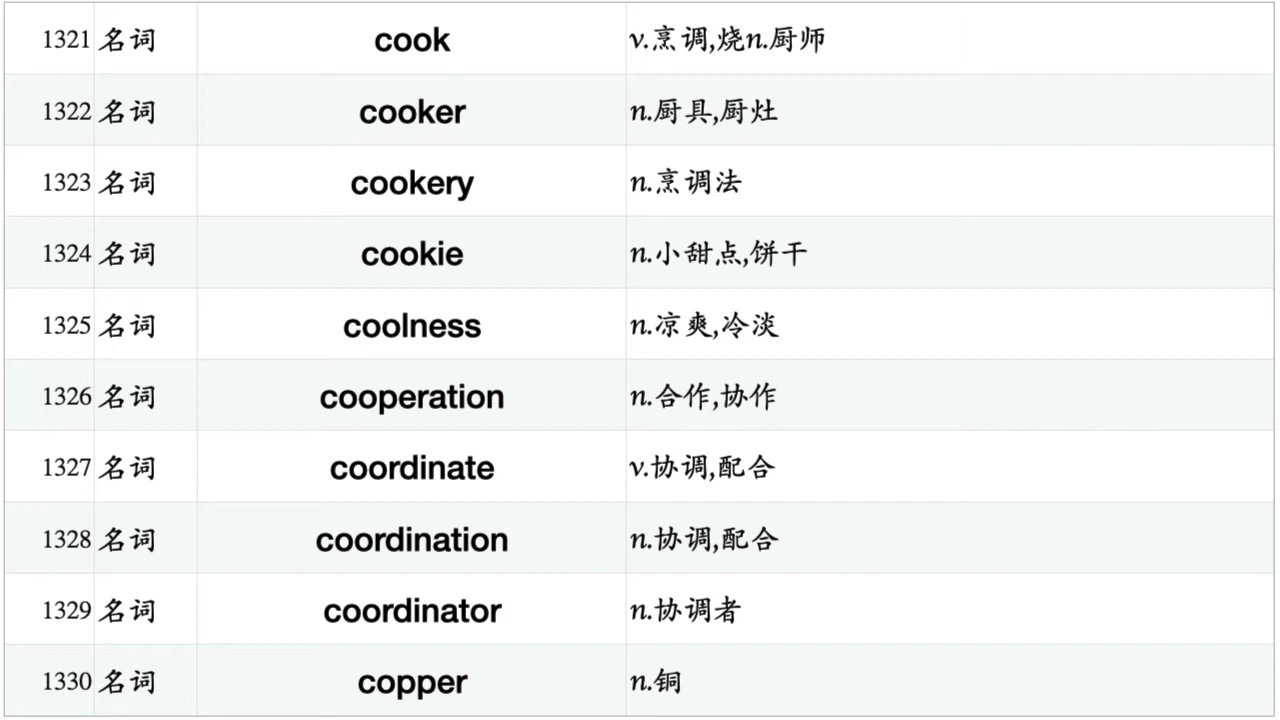 1321 名词 cook v.烹调,烧n.厨师
1322 名词 cooker n.厨具,厨灶
1323 名词 cookery n.烹调法
1324 名词 cookie n.小甜点,饼干
1325 名词 coolness n.凉爽,冷淡
1326 名词 cooperation n.合作,协作
1327 名词 coordinate v.协调,配合
1328 名词 coordination n.协调,配合
1329 名词 coordinator n.协调者
1330 名词 copper n.铜